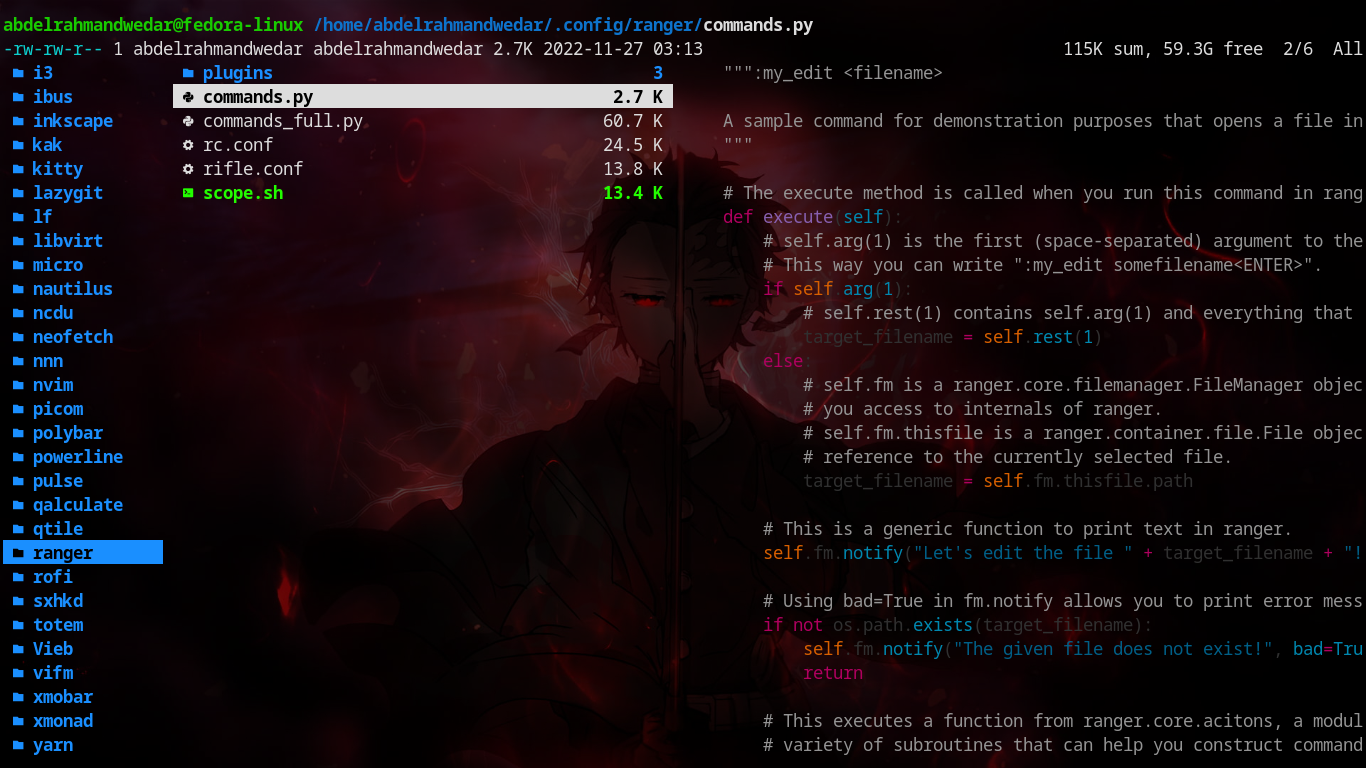 abdelrahmandwedar@fedora-linux /home/abdelrahmandwedar/.config/ranger/commands.py
-rw-rw-r-- 1 abdelrahmandwedar abdelrahmandwedar 2.7K 2022-11-27 03:13 115K sum, 59.3G free 2/6 All
i3
ibus
inkscape
kak
kitty
lazygit
lf
libvirt
micro
nautilus
ncdu
neofetch
nnn
nvim
picom
polybar
powerline
pulse
qalculate
qtile
ranger
rofi
sxhkd
totem
Vieb
vifm
xmobar
xmonad
yarn
plugins 3
commands.py 2.7 K
commands_full.py 60.7 K
rc.conf 24.5 K
rifle.conf 13.8 K
scope.sh 13.4 K
""":my_edit <filename>
A sample command for demonstration purposes that opens a file in
"""
# The execute method is called when you run this command in rang
def execute(self):
# self.arg(1) is the first (space-separated) argument to the
# This way you can write ":my_edit somefilename<ENTER>".
if self.arg(1):
# self.rest(1) contains self.arg(1) and everything that
target_filename = self.rest(1)
else:
# self.fm is a ranger.core.filemanager.FileManager objec
# you access to internals of ranger.
# self.fm.thisfile is a ranger.container.file.File objec
# reference to the currently selected file.
target_filename = self.fm.thisfile.path
# This is a generic function to print text in ranger.
self.fm.notify("Let's edit the file " + target_filename + "!
# Using bad=True in fm.notify allows you to print error mess
if not os.path.exists(target_filename):
self.fm.notify("The given file does not exist!", bad=Tru
return
# This executes a function from ranger.core.acitons, a modul
# variety of subroutines that can help you construct command